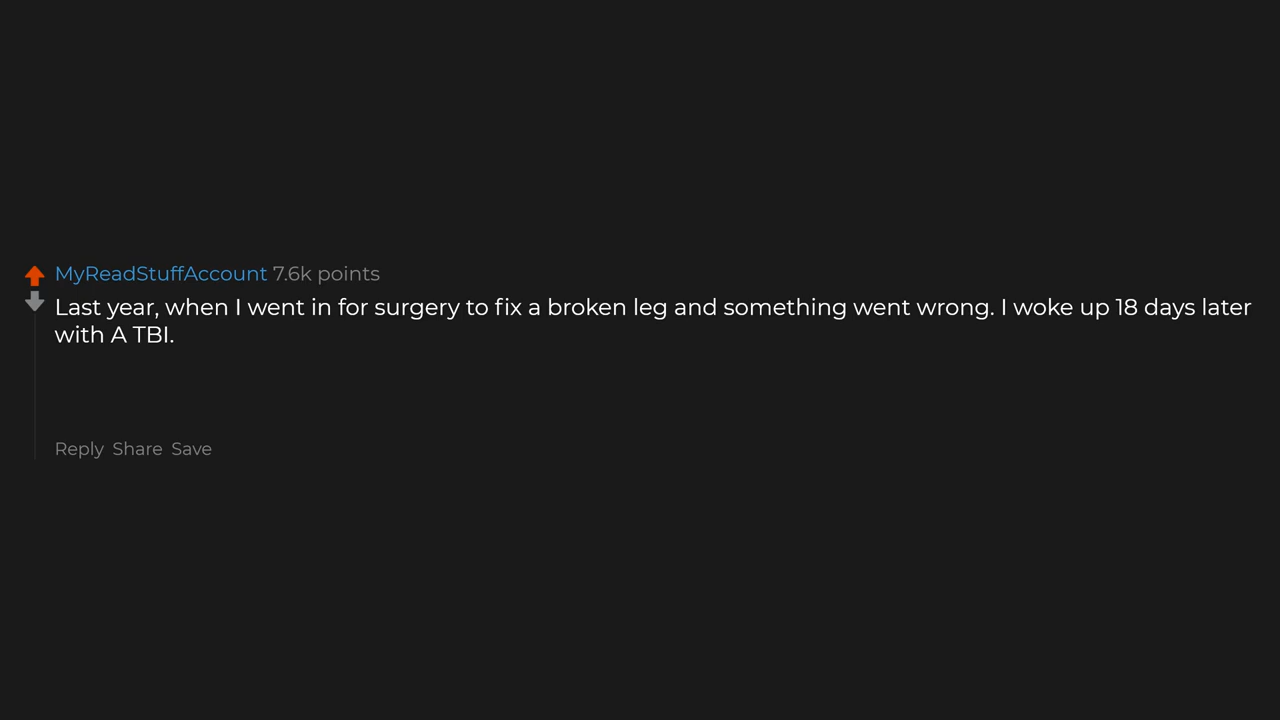 MyReadStuffAccount 7.6k points
Last year, when I went in for surgery to fix a broken leg and something went wrong. I woke up 18 days later
with A TBI.
Reply Share Save